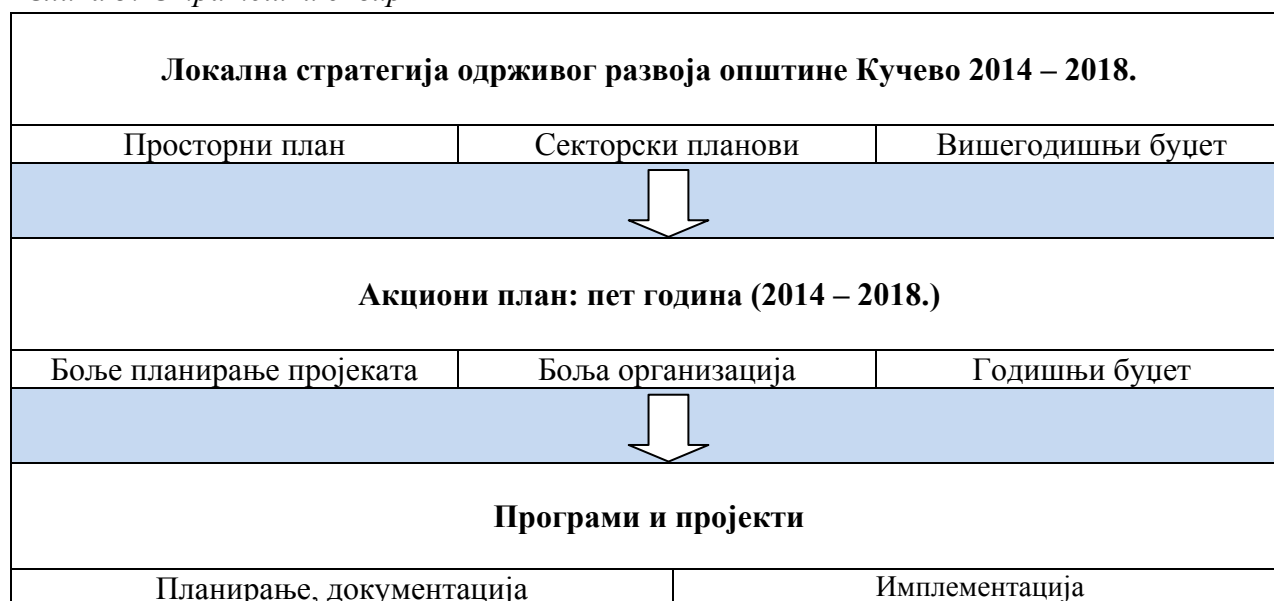 Локална стратегија одрживог развоја општине Кучево 2014 – 2018.
Просторни план Секторски планови Вишегодишњи буџет
Акциони план: пет година (2014 – 2018.)
Боље планирање пројеката Боља организација Годишњи буџет
Програми и пројекти
Планирање, документација Имплементација